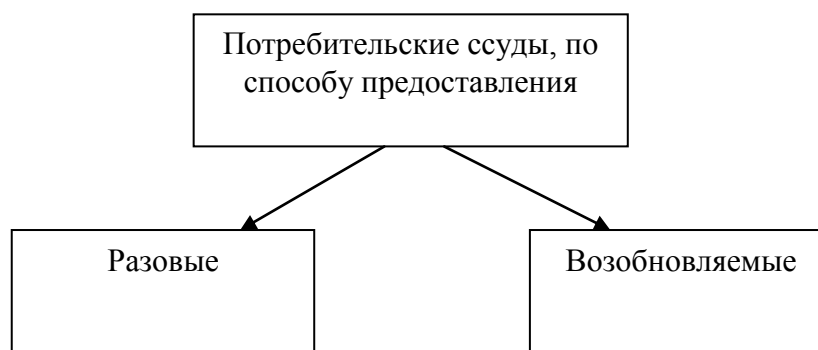 Потребительские ссуды, по
способу предоставления
Разовые
Возобновляемые